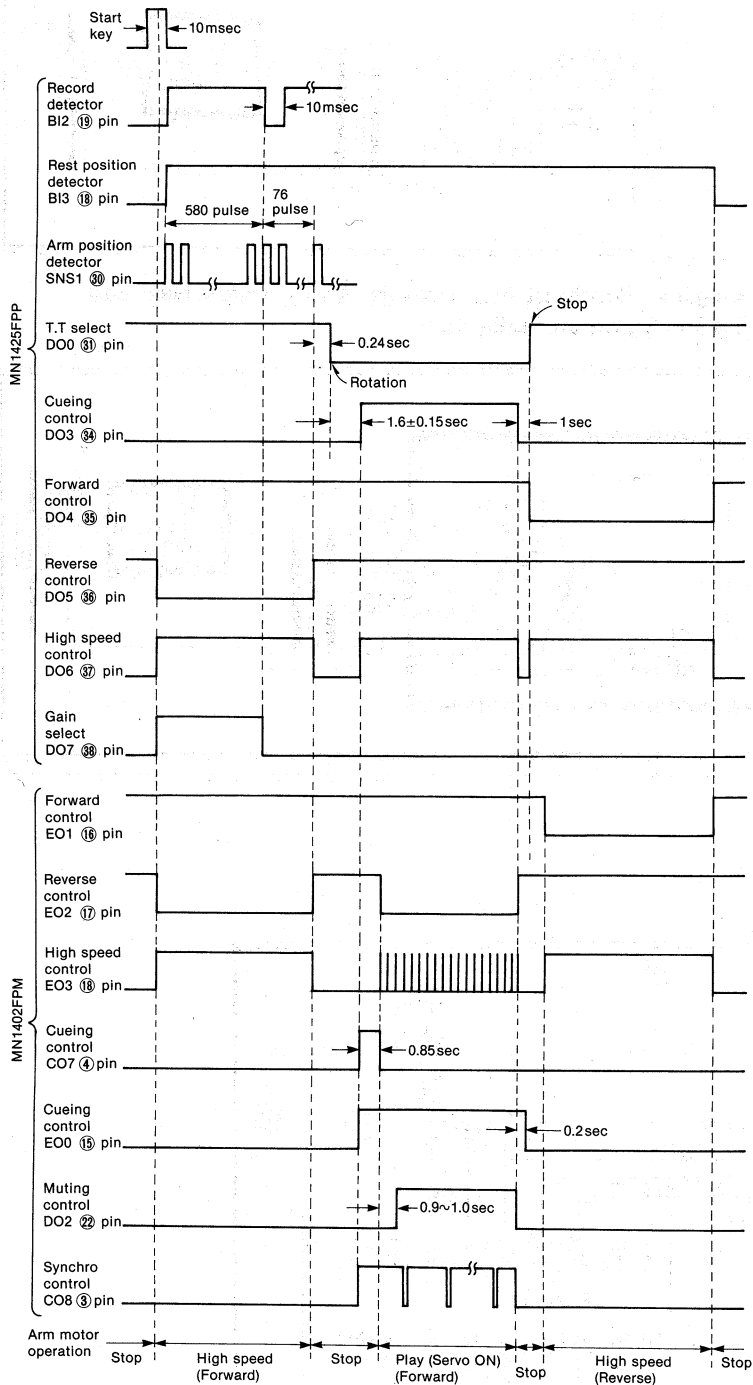 Start
key
10msec
Record
detector
BI2 ⑲ pin
10msec
Rest position
detector
BI3 ⑱ pin
580 pulse
76
pulse
Arm position
detector
SNS1 ㉚ pin
T.T select
DO0 ㉛ pin
Stop
0.24sec
Rotation
Cueing
control
DO3 ㉞ pin
1.6±0.15sec
1sec
Forward
control
DO4 ㉟ pin
Reverse
control
DO5 ㊱ pin
High speed
control
DO6 ㊲ pin
Gain
select
DO7 ㊳ pin
MN1425FPP
Forward
control
EO1 ⑯ pin
Reverse
control
EO2 ⑰ pin
High speed
control
EO3 ⑱ pin
Cueing
control
CO7 ④ pin
0.85sec
Cueing
control
EO0 ⑮ pin
0.2sec
Muting
control
DO2 ㉒ pin
0.9~1.0sec
Synchro
control
CO8 ③ pin
MN1402FPM
Arm motor
operation
Stop
High speed
(Forward)
Stop
Play (Servo ON)
(Forward)
Stop
High speed
(Reverse)
Stop